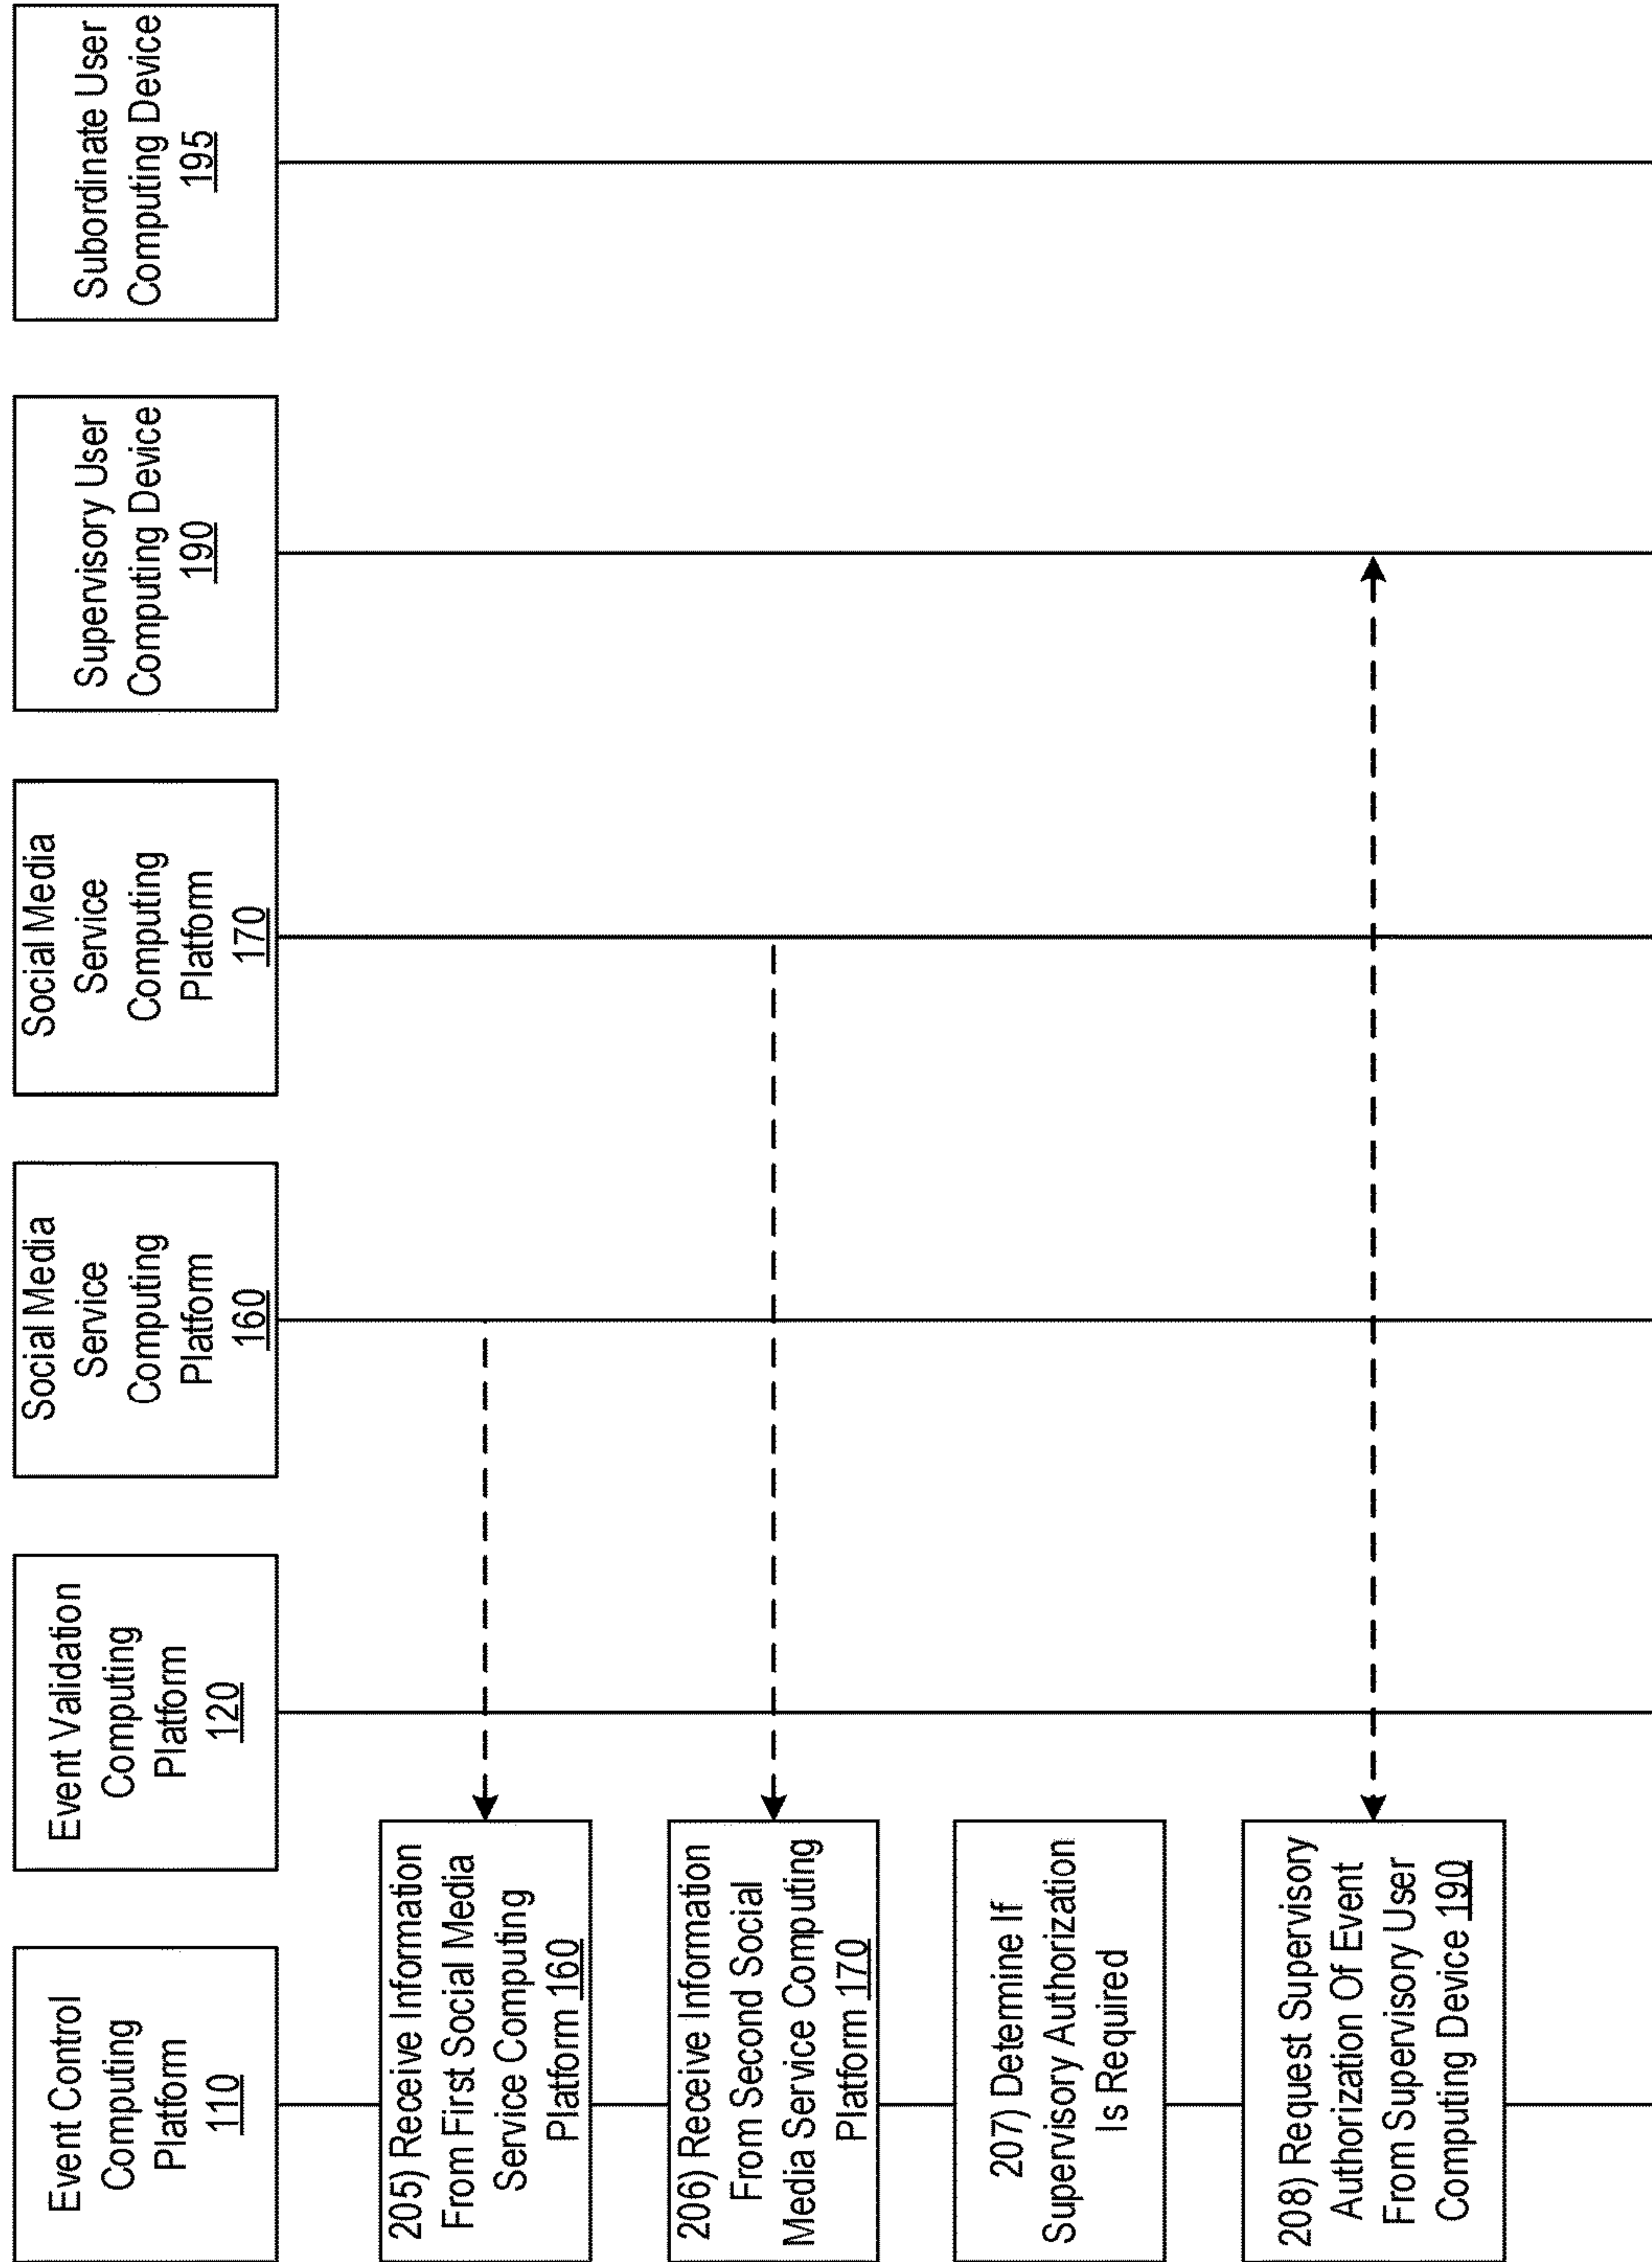 Event Control
Computing
Platform
110
Event Validation
Computing
Platform
120
Social Media
Service
Computing
Platform
160
Social Media
Service
Computing
Platform
170
Supervisory User
Computing Device
190
Subordinate User
Computing Device
195
205) Receive Information
From First Social Media
Service Computing
Platform 160
206) Receive Information
From Second Social
Media Service Computing
Platform 170
207) Determine If
Supervisory Authorization
Is Required
208) Request Supervisory
Authorization Of Event
From Supervisory User
Computing Device 190